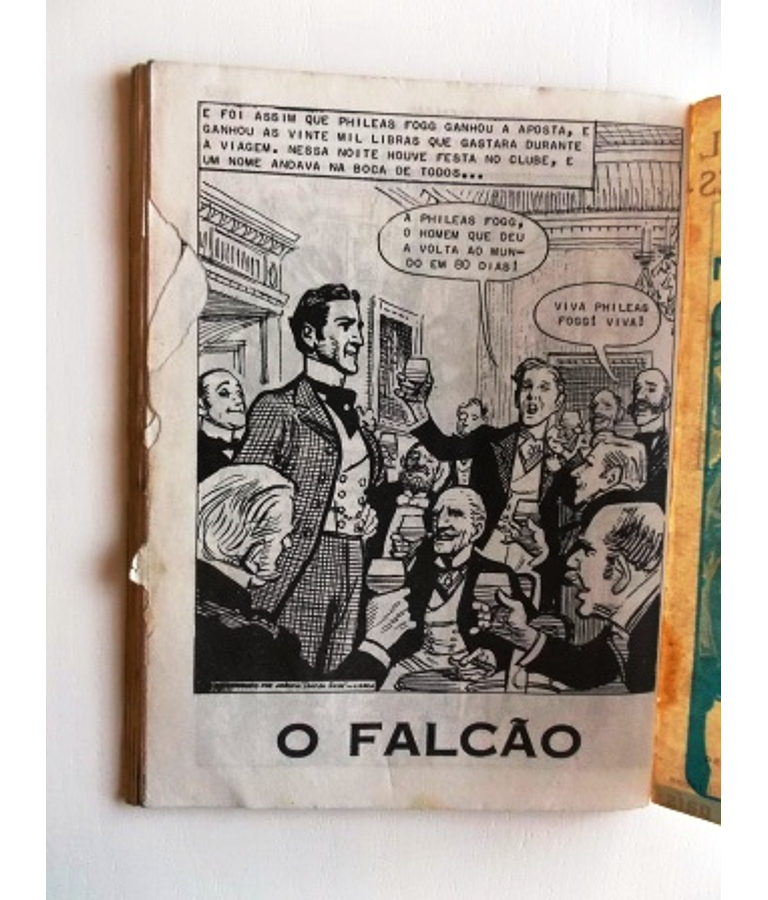 E FOI ASSIM QUE PHILEAS FOGG GANHOU A APOSTA, E
GANHOU AS VINTE MIL LIBRAS QUE GASTARA DURANTE
A VIAGEM. NESSA NOITE HOUVE FESTA NO CLUBE, E
UM NOME ANDAVA NA BOCA DE TODOS...
A PHILEAS FOGG,
O HOMEM QUE DEU
A VOLTA AO MUN-
DO EM 80 DIAS!
VIVA PHILEAS
FOGG! VIVA!
O FALCÃO